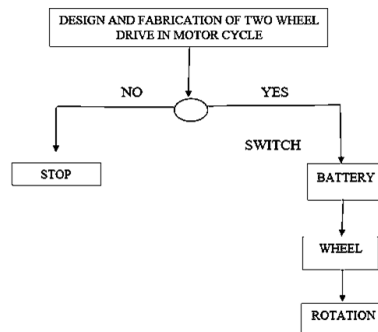 DESIGN AND FABRICATION OF TWO WHEEL
DRIVE IN MOTOR CYCLE
NO
YES
SWITCH
STOP
BATTERY
WHEEL
ROTATION